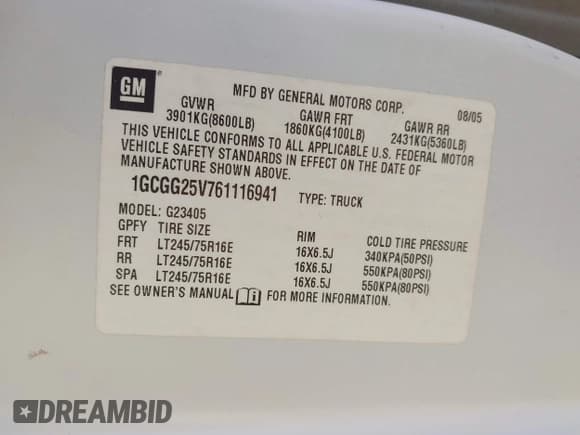 GM
®
MFD BY GENERAL MOTORS CORP. 08/05
GVWR GAWR FRT GAWR RR
3901KG(8600LB) 1860KG(4100LB) 2431KG(5360LB)
THIS VEHICLE CONFORMS TO ALL APPLICABLE U.S. FEDERAL MOTOR
VEHICLE SAFETY STANDARDS IN EFFECT ON THE DATE OF
MANUFACTURE SHOWN ABOVE.
1GCGG25V761116941 TYPE: TRUCK
MODEL: G23405
GPFY TIRE SIZE RIM COLD TIRE PRESSURE
FRT LT245/75R16E 16X6.5J 340KPA(50PSI)
RR LT245/75R16E 16X6.5J 550KPA(80PSI)
SPA LT245/75R16E 16X6.5J 550KPA(80PSI)
SEE OWNER'S MANUAL FOR MORE INFORMATION.
DREAMBID